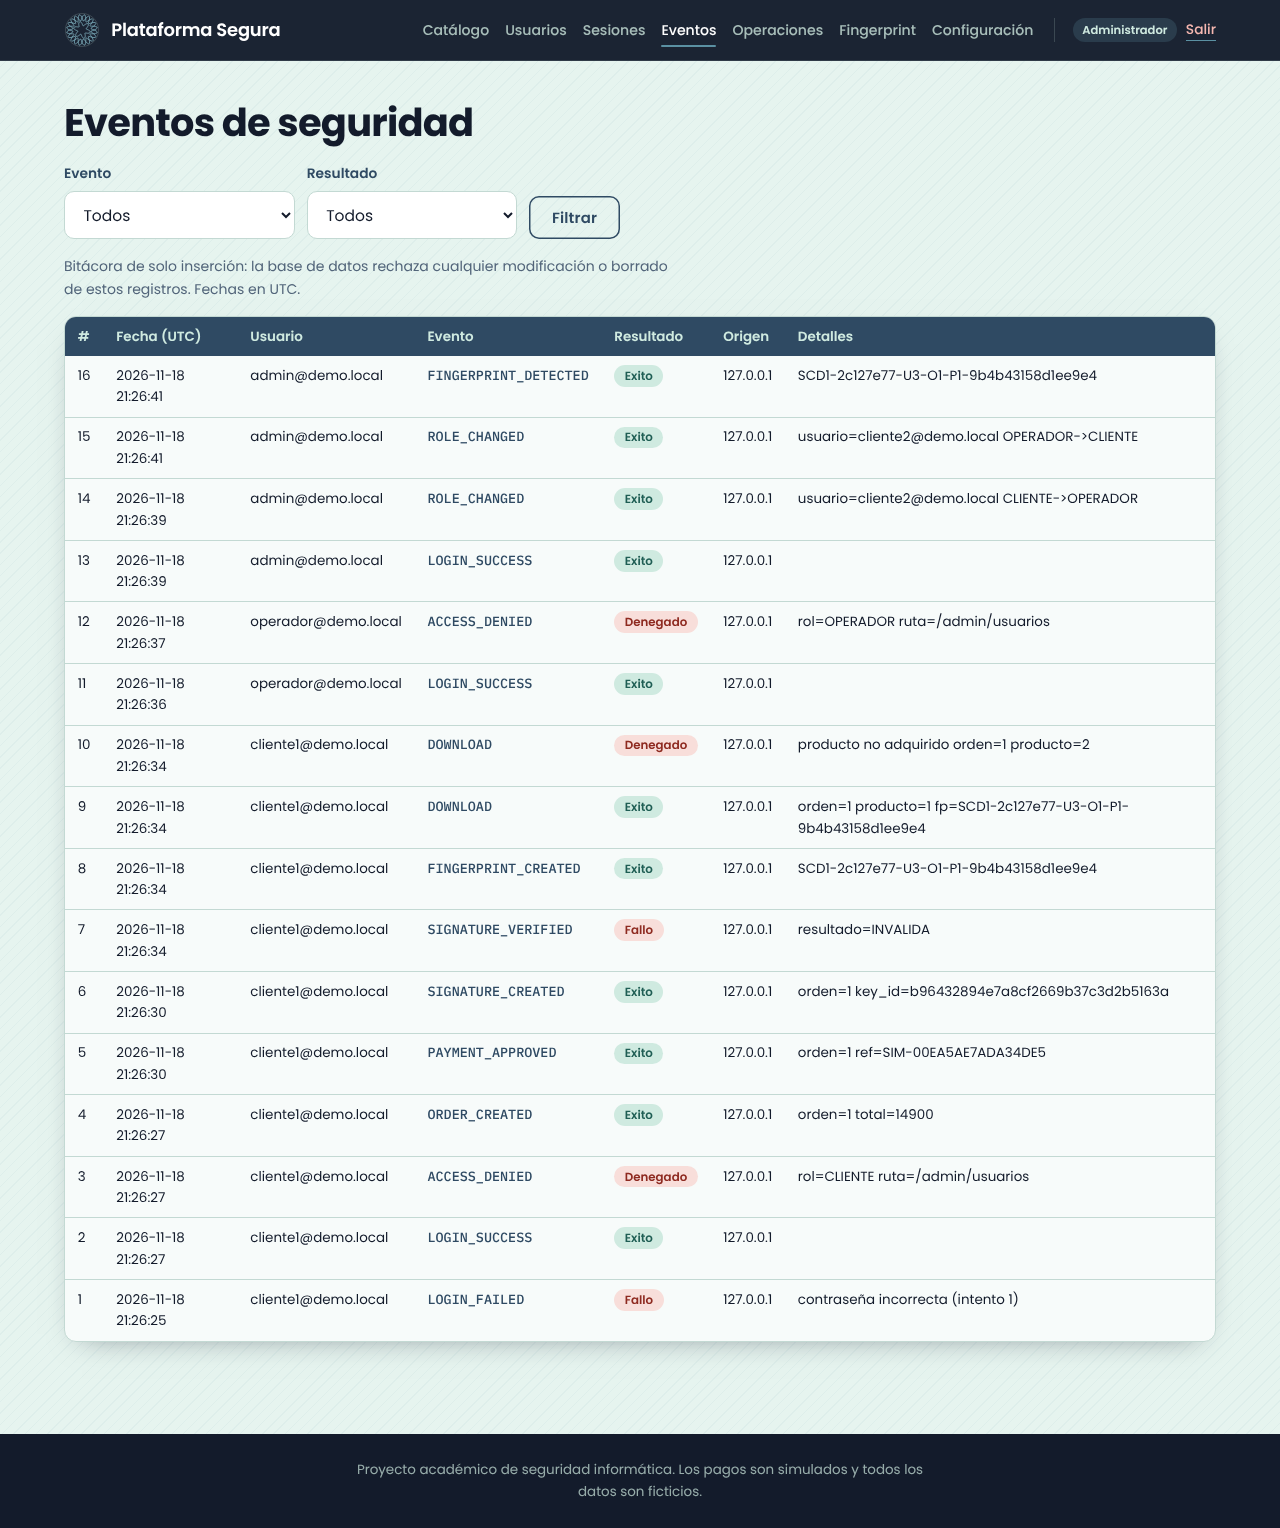 Plataforma Segura
Catálogo Usuarios Sesiones Eventos Operaciones Fingerprint Configuración Administrador Salir
Eventos de seguridad
Evento Resultado
Todos Todos Filtrar
Bitácora de solo inserción: la base de datos rechaza cualquier modificación o borrado
de estos registros. Fechas en UTC.
# Fecha (UTC) Usuario Evento Resultado Origen Detalles
16 2026-11-18 admin@demo.local FINGERPRINT_DETECTED Exito 127.0.0.1 SCD1-2c127e77-U3-O1-P1-9b4b43158d1ee9e4
21:26:41
15 2026-11-18 admin@demo.local ROLE_CHANGED Exito 127.0.0.1 usuario=cliente2@demo.local OPERADOR->CLIENTE
21:26:41
14 2026-11-18 admin@demo.local ROLE_CHANGED Exito 127.0.0.1 usuario=cliente2@demo.local CLIENTE->OPERADOR
21:26:39
13 2026-11-18 admin@demo.local LOGIN_SUCCESS Exito 127.0.0.1
21:26:39
12 2026-11-18 operador@demo.local ACCESS_DENIED Denegado 127.0.0.1 rol=OPERADOR ruta=/admin/usuarios
21:26:37
11 2026-11-18 operador@demo.local LOGIN_SUCCESS Exito 127.0.0.1
21:26:36
10 2026-11-18 cliente1@demo.local DOWNLOAD Denegado 127.0.0.1 producto no adquirido orden=1 producto=2
21:26:34
9 2026-11-18 cliente1@demo.local DOWNLOAD Exito 127.0.0.1 orden=1 producto=1 fp=SCD1-2c127e77-U3-O1-P1-
21:26:34 9b4b43158d1ee9e4
8 2026-11-18 cliente1@demo.local FINGERPRINT_CREATED Exito 127.0.0.1 SCD1-2c127e77-U3-O1-P1-9b4b43158d1ee9e4
21:26:34
7 2026-11-18 cliente1@demo.local SIGNATURE_VERIFIED Fallo 127.0.0.1 resultado=INVALIDA
21:26:34
6 2026-11-18 cliente1@demo.local SIGNATURE_CREATED Exito 127.0.0.1 orden=1 key_id=b96432894e7a8cf2669b37c3d2b5163a
21:26:30
5 2026-11-18 cliente1@demo.local PAYMENT_APPROVED Exito 127.0.0.1 orden=1 ref=SIM-00EA5AE7ADA34DE5
21:26:30
4 2026-11-18 cliente1@demo.local ORDER_CREATED Exito 127.0.0.1 orden=1 total=14900
21:26:27
3 2026-11-18 cliente1@demo.local ACCESS_DENIED Denegado 127.0.0.1 rol=CLIENTE ruta=/admin/usuarios
21:26:27
2 2026-11-18 cliente1@demo.local LOGIN_SUCCESS Exito 127.0.0.1
21:26:27
1 2026-11-18 cliente1@demo.local LOGIN_FAILED Fallo 127.0.0.1 contraseña incorrecta (intento 1)
21:26:25
Proyecto académico de seguridad informática. Los pagos son simulados y todos los
datos son ficticios.